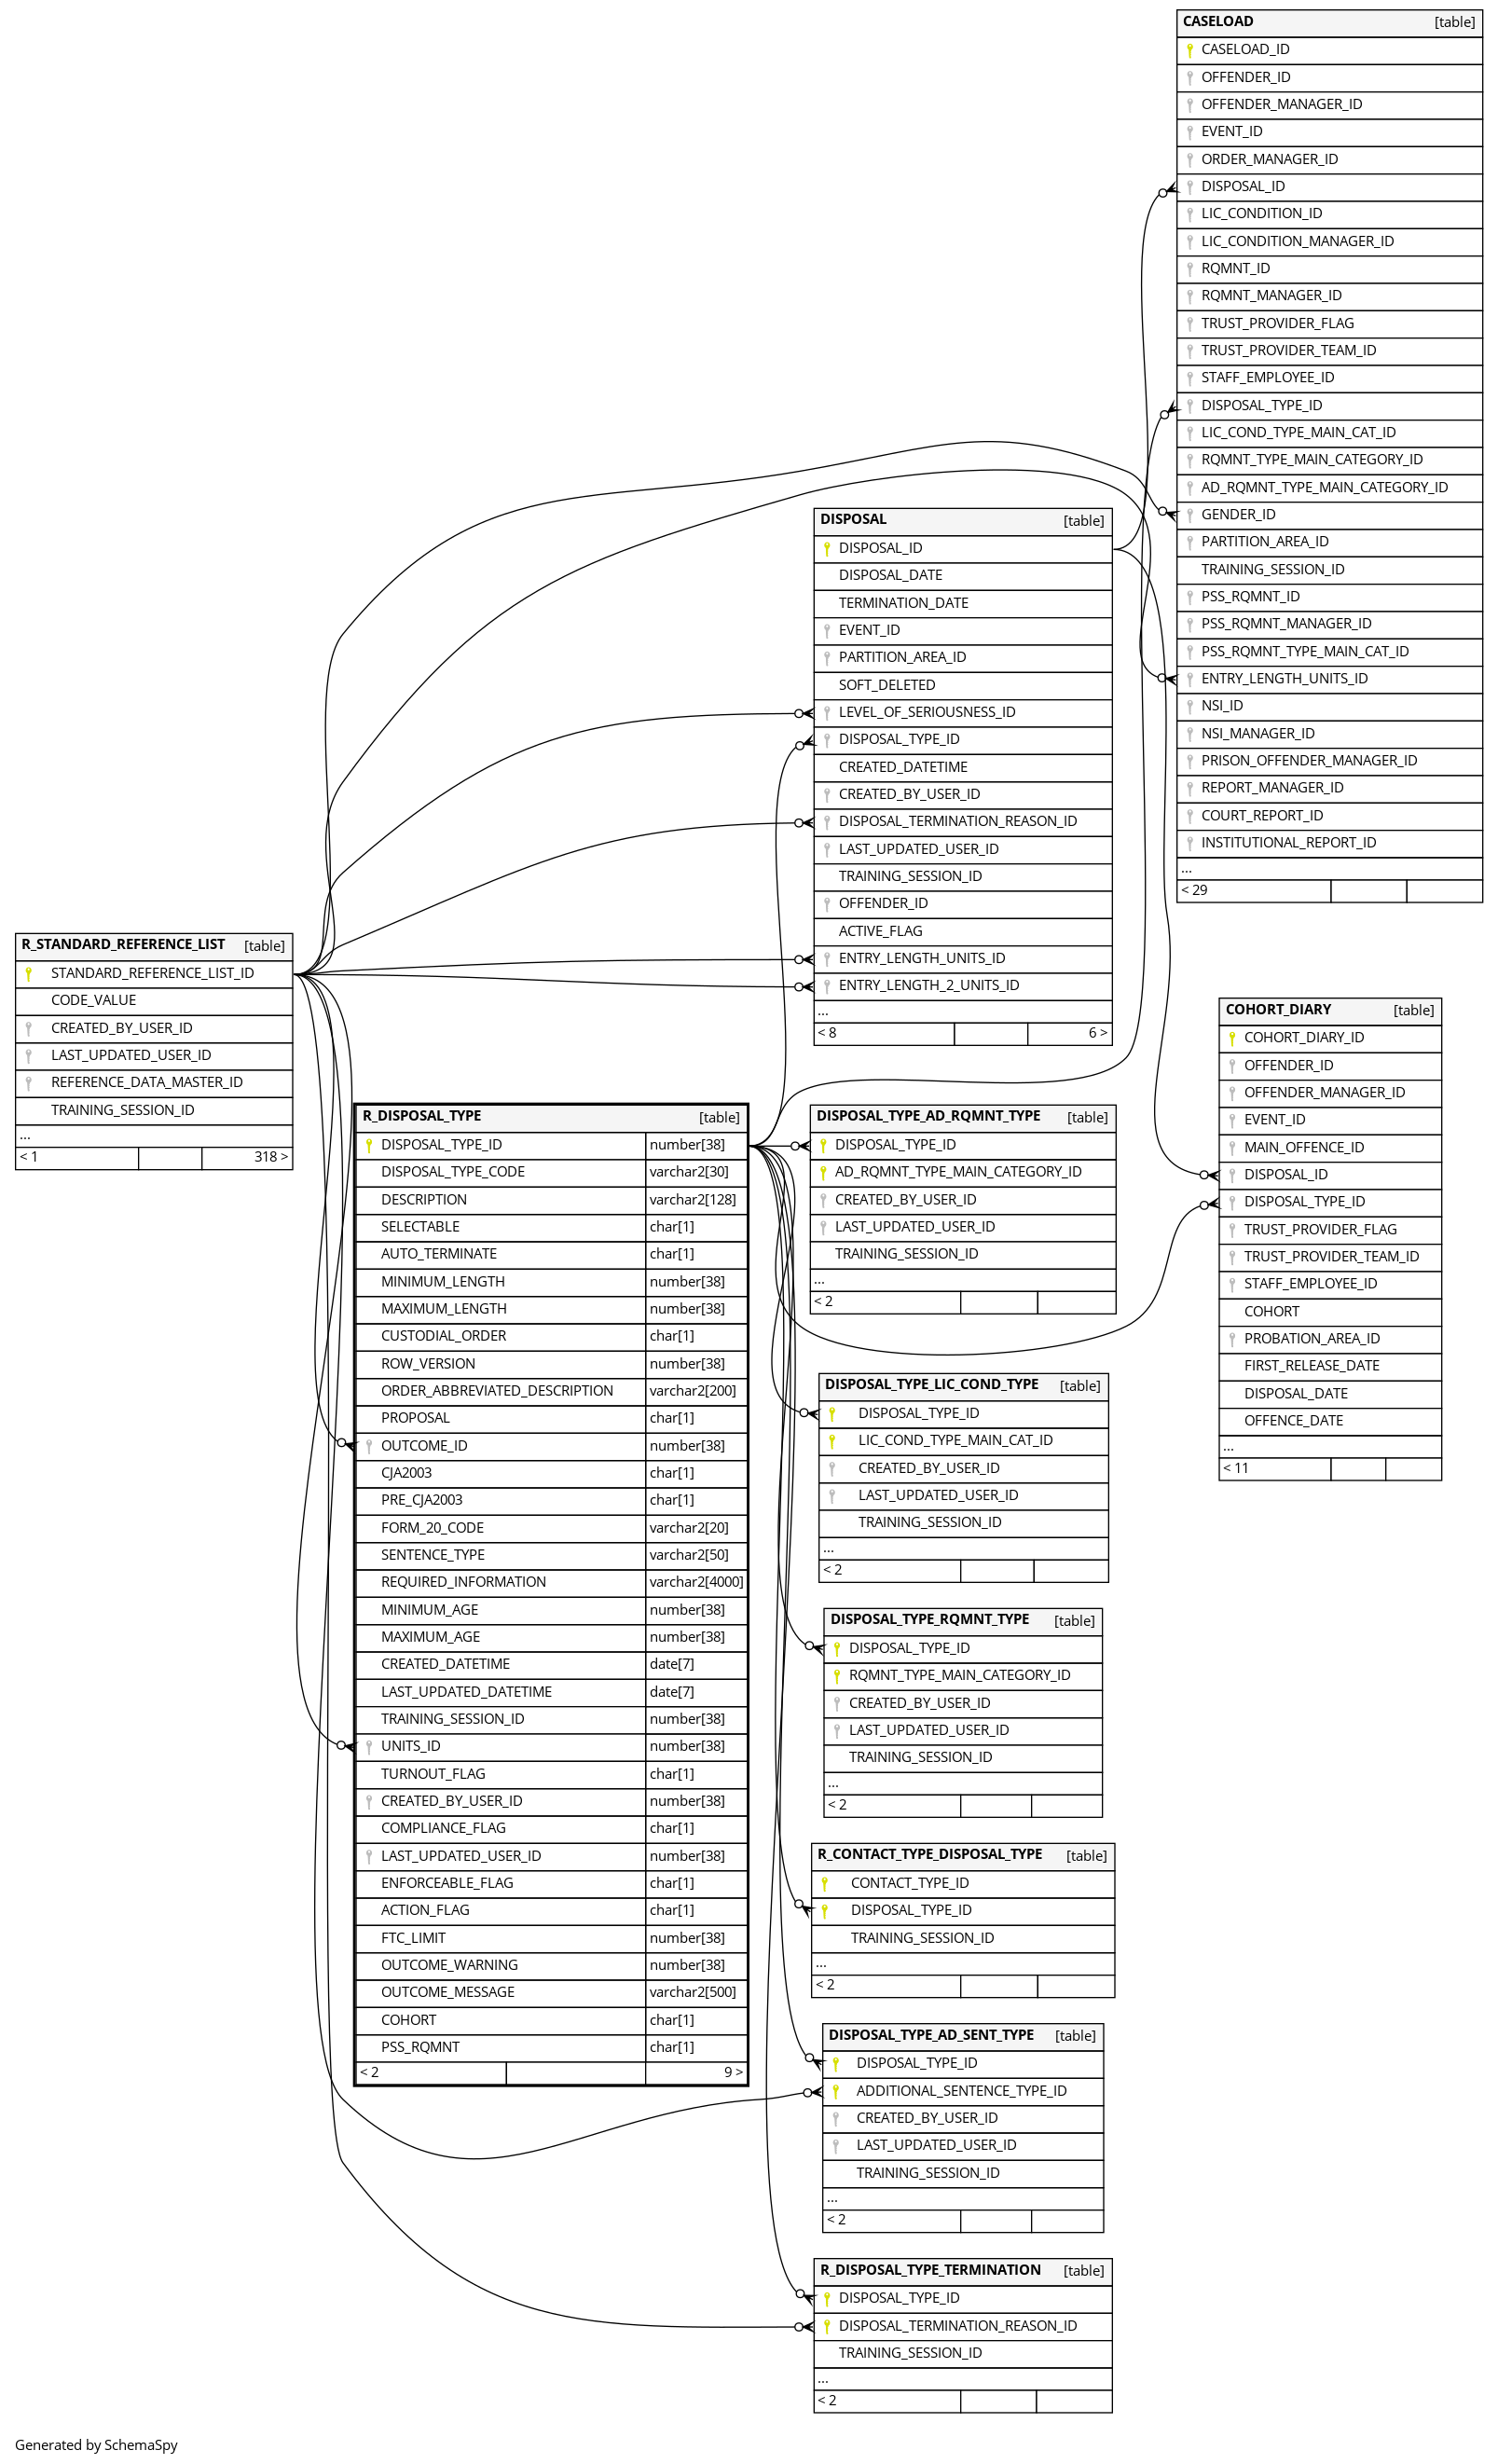 CASELOAD [table]
CASELOAD_ID
OFFENDER_ID
OFFENDER_MANAGER_ID
EVENT_ID
ORDER_MANAGER_ID
DISPOSAL_ID
LIC_CONDITION_ID
LIC_CONDITION_MANAGER_ID
RQMNT_ID
RQMNT_MANAGER_ID
TRUST_PROVIDER_FLAG
TRUST_PROVIDER_TEAM_ID
STAFF_EMPLOYEE_ID
DISPOSAL_TYPE_ID
LIC_COND_TYPE_MAIN_CAT_ID
RQMNT_TYPE_MAIN_CATEGORY_ID
AD_RQMNT_TYPE_MAIN_CATEGORY_ID
GENDER_ID
PARTITION_AREA_ID
TRAINING_SESSION_ID
PSS_RQMNT_ID
PSS_RQMNT_MANAGER_ID
PSS_RQMNT_TYPE_MAIN_CAT_ID
ENTRY_LENGTH_UNITS_ID
NSI_ID
NSI_MANAGER_ID
PRISON_OFFENDER_MANAGER_ID
REPORT_MANAGER_ID
COURT_REPORT_ID
INSTITUTIONAL_REPORT_ID
...
< 29
DISPOSAL [table]
DISPOSAL_ID
DISPOSAL_DATE
TERMINATION_DATE
EVENT_ID
PARTITION_AREA_ID
SOFT_DELETED
LEVEL_OF_SERIOUSNESS_ID
DISPOSAL_TYPE_ID
CREATED_DATETIME
CREATED_BY_USER_ID
DISPOSAL_TERMINATION_REASON_ID
LAST_UPDATED_USER_ID
TRAINING_SESSION_ID
OFFENDER_ID
ACTIVE_FLAG
ENTRY_LENGTH_UNITS_ID
ENTRY_LENGTH_2_UNITS_ID
...
< 8 6 >
R_STANDARD_REFERENCE_LIST [table]
STANDARD_REFERENCE_LIST_ID
CODE_VALUE
CREATED_BY_USER_ID
LAST_UPDATED_USER_ID
REFERENCE_DATA_MASTER_ID
TRAINING_SESSION_ID
...
< 1 318 >
COHORT_DIARY [table]
COHORT_DIARY_ID
OFFENDER_ID
OFFENDER_MANAGER_ID
EVENT_ID
MAIN_OFFENCE_ID
DISPOSAL_ID
DISPOSAL_TYPE_ID
TRUST_PROVIDER_FLAG
TRUST_PROVIDER_TEAM_ID
STAFF_EMPLOYEE_ID
COHORT
PROBATION_AREA_ID
FIRST_RELEASE_DATE
DISPOSAL_DATE
OFFENCE_DATE
...
< 11
R_DISPOSAL_TYPE [table]
DISPOSAL_TYPE_ID number[38]
DISPOSAL_TYPE_CODE varchar2[30]
DESCRIPTION varchar2[128]
SELECTABLE char[1]
AUTO_TERMINATE char[1]
MINIMUM_LENGTH number[38]
MAXIMUM_LENGTH number[38]
CUSTODIAL_ORDER char[1]
ROW_VERSION number[38]
ORDER_ABBREVIATED_DESCRIPTION varchar2[200]
PROPOSAL char[1]
OUTCOME_ID number[38]
CJA2003 char[1]
PRE_CJA2003 char[1]
FORM_20_CODE varchar2[20]
SENTENCE_TYPE varchar2[50]
REQUIRED_INFORMATION varchar2[4000]
MINIMUM_AGE number[38]
MAXIMUM_AGE number[38]
CREATED_DATETIME date[7]
LAST_UPDATED_DATETIME date[7]
TRAINING_SESSION_ID number[38]
UNITS_ID number[38]
TURNOUT_FLAG char[1]
CREATED_BY_USER_ID number[38]
COMPLIANCE_FLAG char[1]
LAST_UPDATED_USER_ID number[38]
ENFORCEABLE_FLAG char[1]
ACTION_FLAG char[1]
FTC_LIMIT number[38]
OUTCOME_WARNING number[38]
OUTCOME_MESSAGE varchar2[500]
COHORT char[1]
PSS_RQMNT char[1]
< 2 9 >
DISPOSAL_TYPE_AD_RQMNT_TYPE [table]
DISPOSAL_TYPE_ID
AD_RQMNT_TYPE_MAIN_CATEGORY_ID
CREATED_BY_USER_ID
LAST_UPDATED_USER_ID
TRAINING_SESSION_ID
...
< 2
DISPOSAL_TYPE_LIC_COND_TYPE [table]
DISPOSAL_TYPE_ID
LIC_COND_TYPE_MAIN_CAT_ID
CREATED_BY_USER_ID
LAST_UPDATED_USER_ID
TRAINING_SESSION_ID
...
< 2
DISPOSAL_TYPE_RQMNT_TYPE [table]
DISPOSAL_TYPE_ID
RQMNT_TYPE_MAIN_CATEGORY_ID
CREATED_BY_USER_ID
LAST_UPDATED_USER_ID
TRAINING_SESSION_ID
...
< 2
R_CONTACT_TYPE_DISPOSAL_TYPE [table]
CONTACT_TYPE_ID
DISPOSAL_TYPE_ID
TRAINING_SESSION_ID
...
< 2
DISPOSAL_TYPE_AD_SENT_TYPE [table]
DISPOSAL_TYPE_ID
ADDITIONAL_SENTENCE_TYPE_ID
CREATED_BY_USER_ID
LAST_UPDATED_USER_ID
TRAINING_SESSION_ID
...
< 2
R_DISPOSAL_TYPE_TERMINATION [table]
DISPOSAL_TYPE_ID
DISPOSAL_TERMINATION_REASON_ID
TRAINING_SESSION_ID
...
< 2
Generated by SchemaSpy